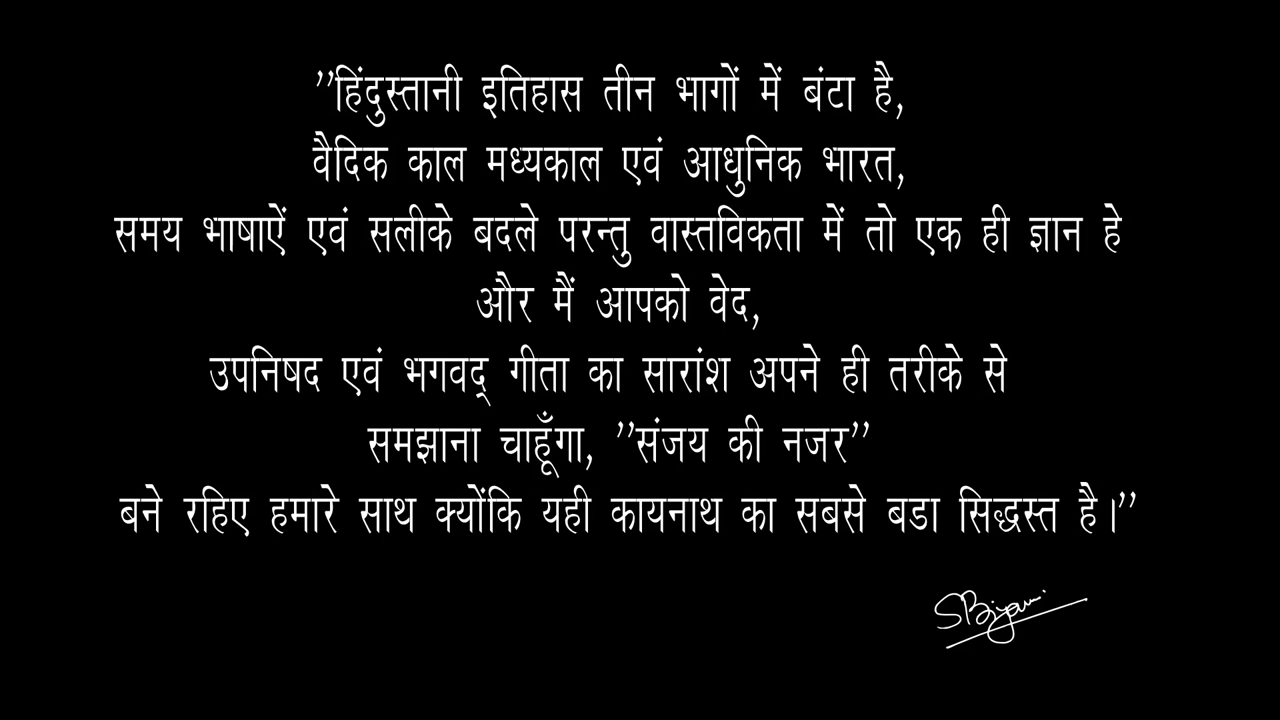 "हिंदुस्तानी इतिहास तीन भागों में बंटा है,
वैदिक काल मध्यकाल एवं आधुनिक भारत,
समय भाषाऐं एवं सलीके बदले परन्तु वास्तविकता में तो एक ही ज्ञान हे
और मैं आपको वेद,
उपनिषद एवं भगवद् गीता का सारांश अपने ही तरीके से
समझाना चाहूँगा, "संजय की नजर"
बने रहिए हमारे साथ क्योंकि यही कायनाथ का सबसे बडा सिद्धस्त है।"
SBiyani